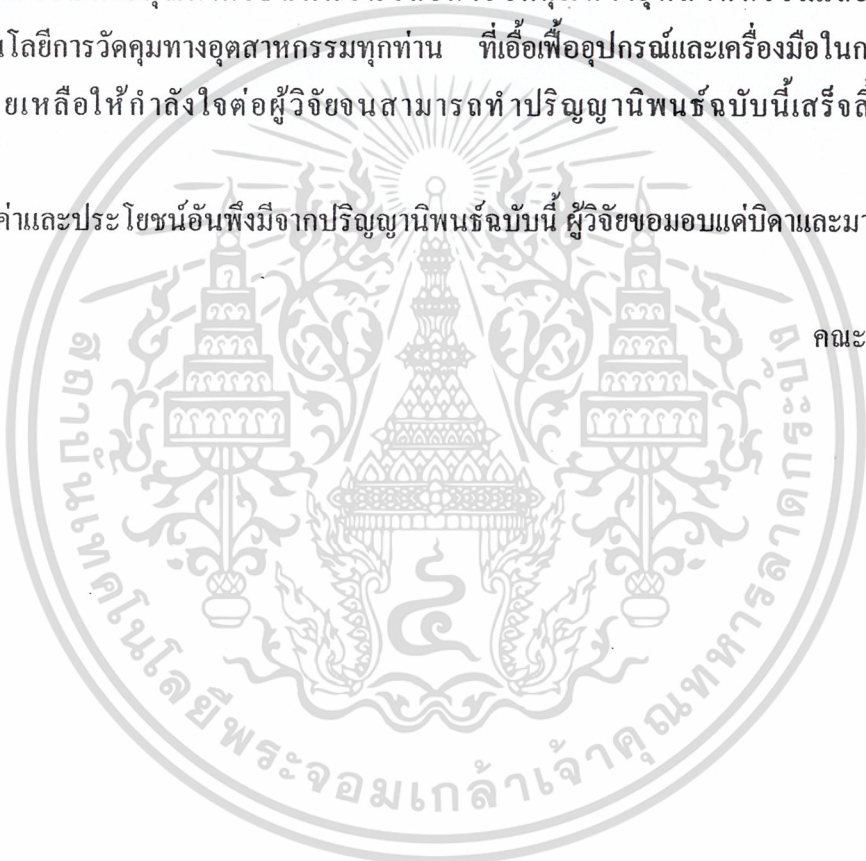 นโลยีการวัดคุมทางอุตสาหกรรมทุกท่าน ที่เอื้อเฟื้ออุปกรณ์และเครื่องมือในก
ยเหลือให้กำลังใจต่อผู้วิจัยจนสามารถทำปริญญานิพนธ์ฉบับนี้เสร็จสิ้
ค่าและประโยชน์อันพึงมีจากปริญญานิพนธ์ฉบับนี้ ผู้วิจัยขอมอบแด่บิดาและมา
คณะ
สถาบันเทคโนโลยีพระจอมเกล้าเจ้าคุณทหารลาดกระบัง